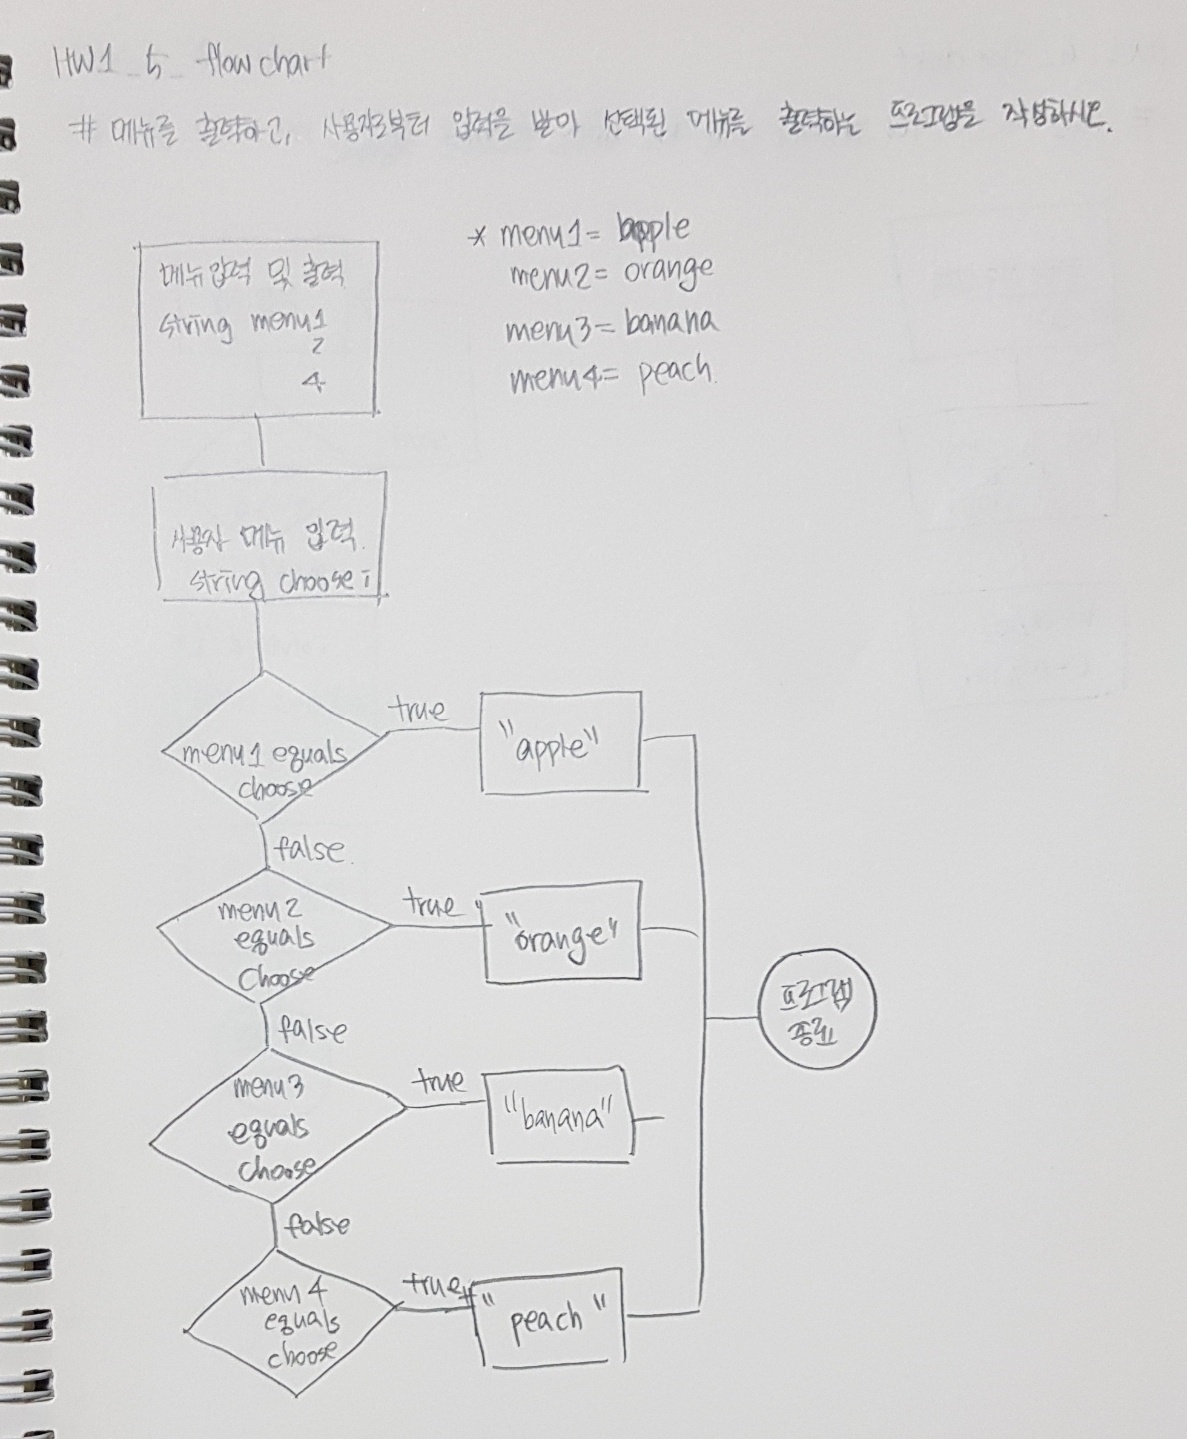 HW1_5_ flow chart
# 메뉴를 출력하고, 사용자로부터 입력을 받아 선택된 메뉴를 출력하는 프로그램을 작성하시오.
* menu1 = apple
menu2 = orange
menu3 = banana
menu4 = peach.
메뉴 입력 및 출력
string menu1
2
4
사용자 메뉴 입력.
string choose i
menu1 equals
choose
true
"apple"
false.
menu2
equals
choose
true
"orange"
프로그램
종료
false
menu3
equals
choose
true
"banana"
false
menu4
equals
choose
true
"peach"